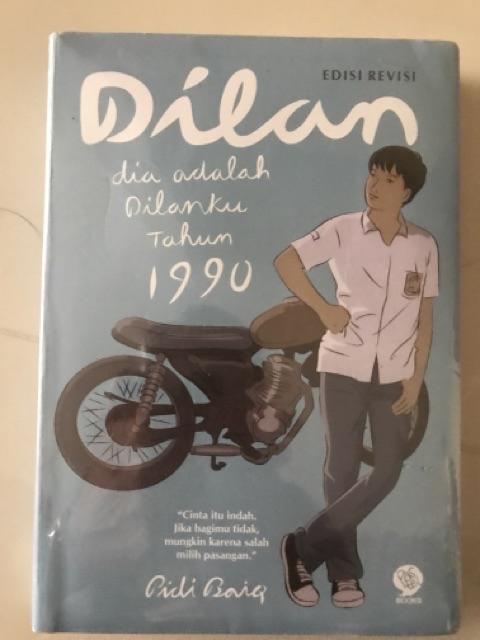 EDISI REVISI
Dilan
dia adalah
Dilanku
Tahun
1990
"Cinta itu indah.
Jika bagimu tidak,
mungkin karena salah
milih pasangan."
Pidi Baiq
BOOKS